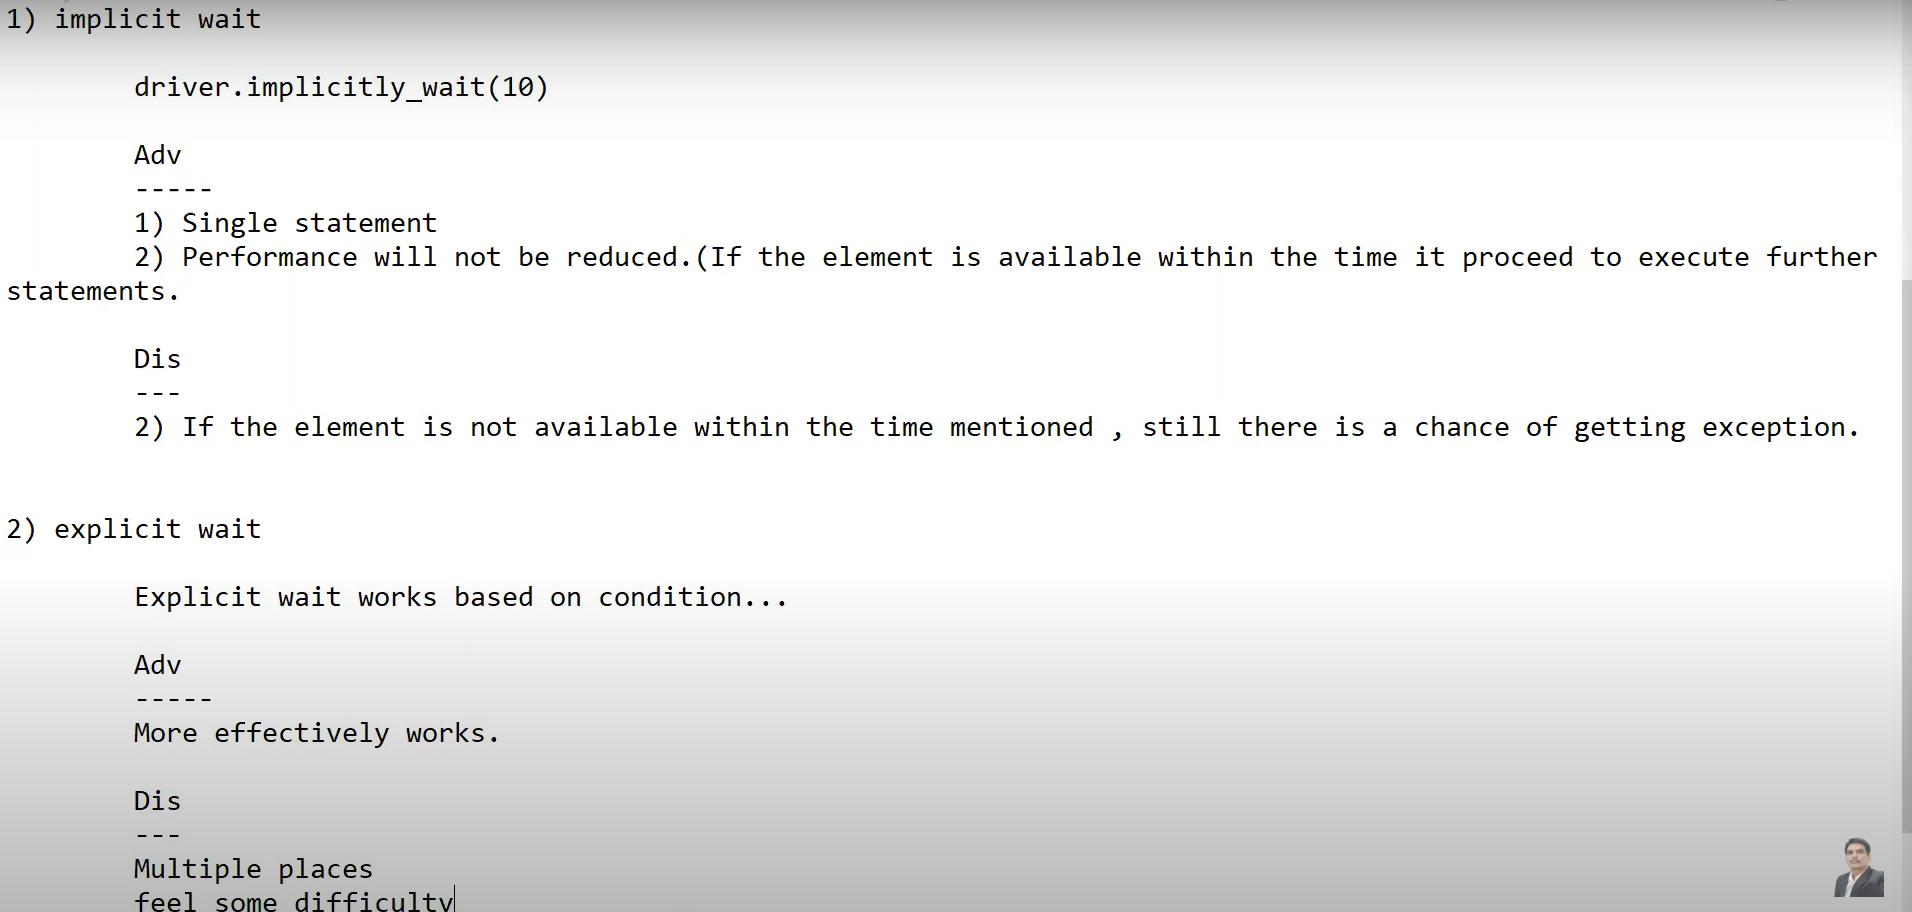 1) implicit wait
driver.implicitly_wait(10)
Adv
-----
1) Single statement
2) Performance will not be reduced.(If the element is available within the time it proceed to execute further
statements.
Dis
---
2) If the element is not available within the time mentioned , still there is a chance of getting exception.
2) explicit wait
Explicit wait works based on condition...
Adv
-----
More effectively works.
Dis
---
Multiple places
feel some difficulty